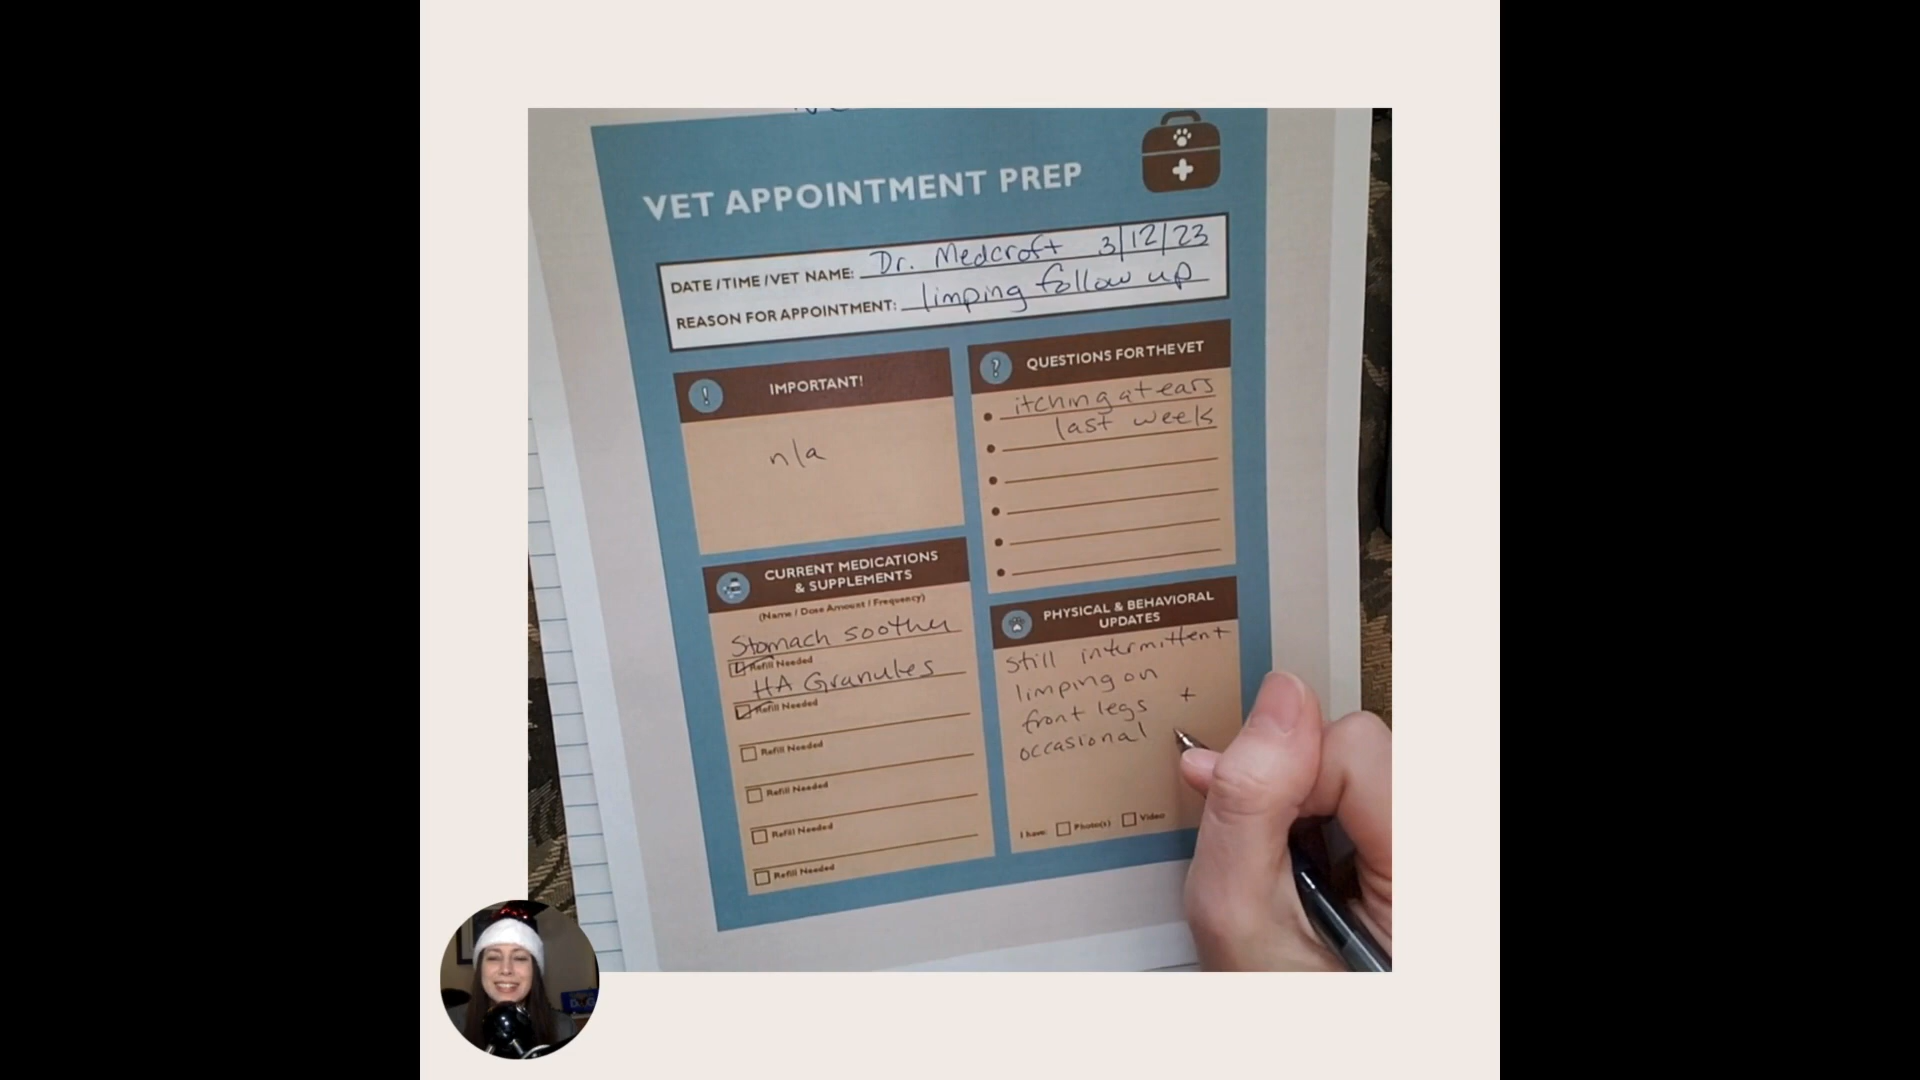 VET APPOINTMENT PREP
DATE/TIME/VET NAME: Dr. Medcroft 3/12/23
REASON FOR APPOINTMENT: limping follow up
! IMPORTANT!
n/a
? QUESTIONS FOR THE VET
itching at ears
last week
CURRENT MEDICATIONS
& SUPPLEMENTS
(Name / Dose Amount / Frequency)
Stomach soother
Refill Needed
HA Granules
Refill Needed
Refill Needed
Refill Needed
Refill Needed
Refill Needed
PHYSICAL & BEHAVIORAL
UPDATES
Still intermittent
limping on
front legs +
occasional
I have: Photo(s) Video